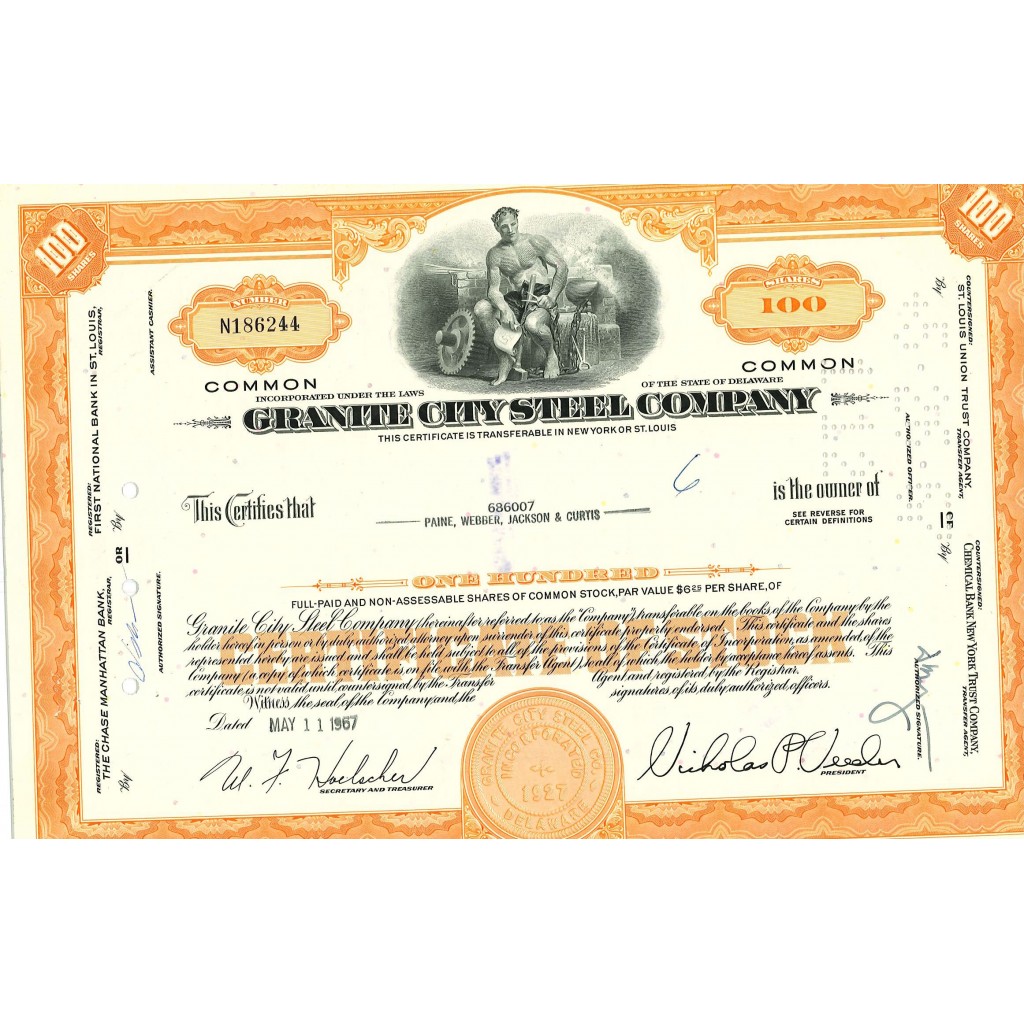 100
SHARES
100
SHARES
NUMBER
N186244
SHARES
100
COMMON
COMMON
INCORPORATED UNDER THE LAWS
OF THE STATE OF DELAWARE
GRANITE CITY STEEL COMPANY
THIS CERTIFICATE IS TRANSFERABLE IN NEW YORK OR ST. LOUIS
6
This Certifies that
686007
PAINE, WEBBER, JACKSON & CURTIS
is the owner of
SEE REVERSE FOR
CERTAIN DEFINITIONS
ONE HUNDRED
FULL-PAID AND NON-ASSESSABLE SHARES OF COMMON STOCK, PAR VALUE $6.25 PER SHARE, OF
Granite City Steel Company (hereinafter referred to as the "Company") transferable on the books of the Company by the
holder hereof in person or by duly authorized attorney upon surrender of this certificate properly endorsed. This certificate and the shares
represented hereby are issued and shall be held subject to all of the provisions of the Certificate of Incorporation, as amended, of the
Company (a copy of which certificate is on file with the Transfer Agent), to all of which the holder by acceptance hereof assents. This
certificate is not valid until countersigned by the Transfer Agent and registered by the Registrar.
Witness, the seal, of the Company and the signatures of its duly authorized officers.
Dated MAY 11 1967
W. F. Hoelscher
SECRETARY AND TREASURER
GRANITE CITY STEEL CO.
INCORPORATED
1927
DELAWARE
Nicholas P. Veeder
PRESIDENT
REGISTERED:
FIRST NATIONAL BANK IN ST. LOUIS,
REGISTRAR,
By
ASSISTANT CASHIER.
OR
REGISTERED:
THE CHASE MANHATTAN BANK,
REGISTRAR,
By
AUTHORIZED SIGNATURE.
COUNTERSIGNED:
ST. LOUIS UNION TRUST COMPANY,
TRANSFER AGENT,
By
AUTHORIZED OFFICER.
COUNTERSIGNED:
CHEMICAL BANK NEW YORK TRUST COMPANY,
TRANSFER AGENT,
By
AUTHORIZED SIGNATURE.